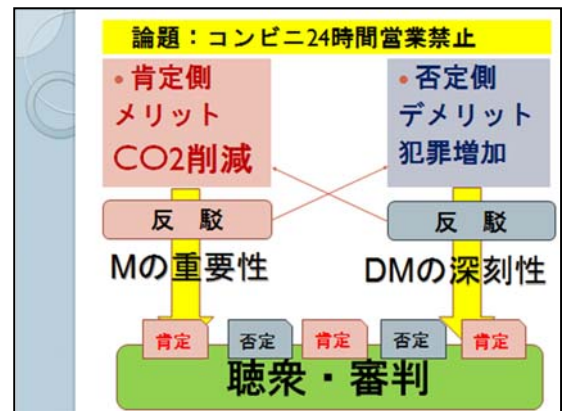 論題：コンビニ24時間営業禁止
•肯定側
メリット
CO2削減
•否定側
デメリット
犯罪増加
反　駁
反　駁
Mの重要性
DMの深刻性
肯定
否定
肯定
否定
肯定
聴衆・審判